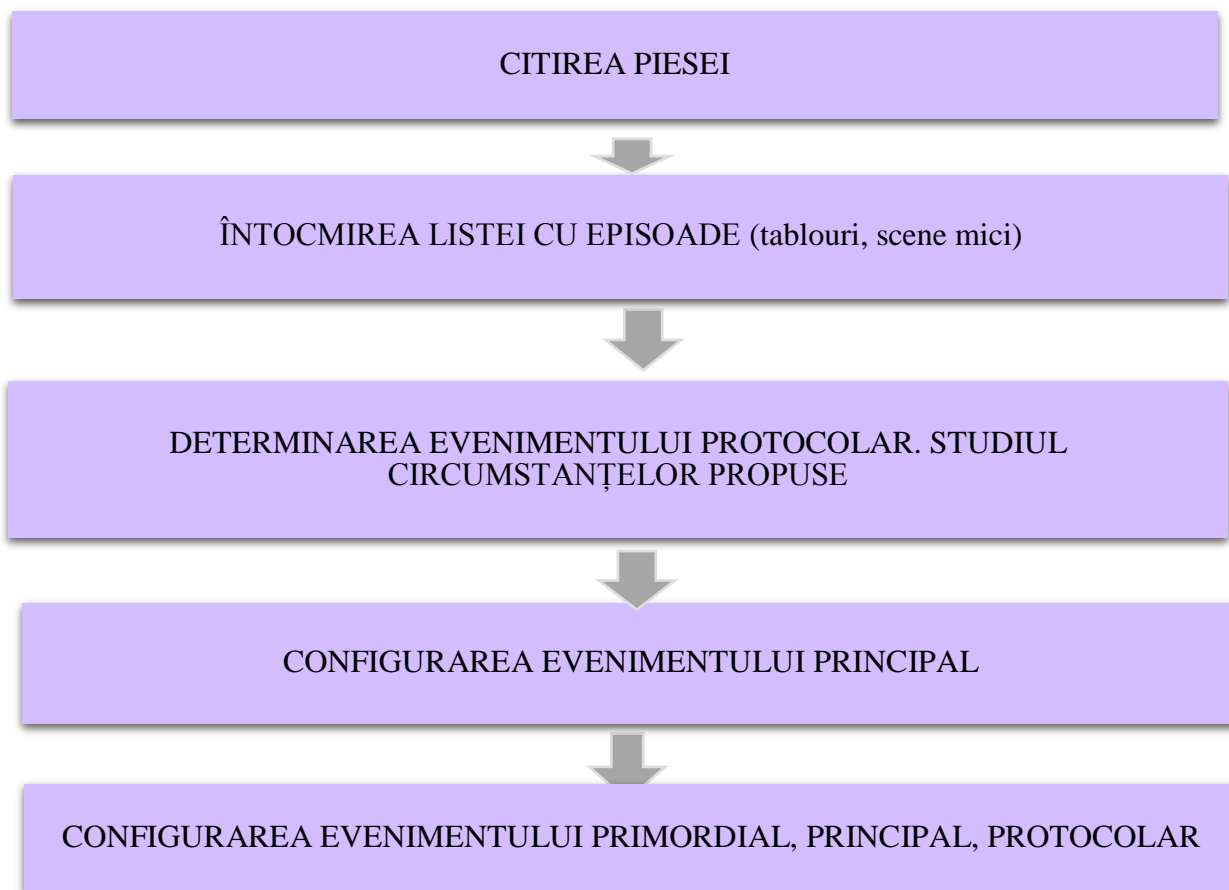 CITIREA PIESEI
ÎNTOCMIREA LISTEI CU EPISOADE (tablouri, scene mici)
DETERMINAREA EVENIMENTULUI PROTOCOLAR. STUDIUL
CIRCUMSTANȚELOR PROPUSE
CONFIGURAREA EVENIMENTULUI PRINCIPAL
CONFIGURAREA EVENIMENTULUI PRIMORDIAL, PRINCIPAL, PROTOCOLAR